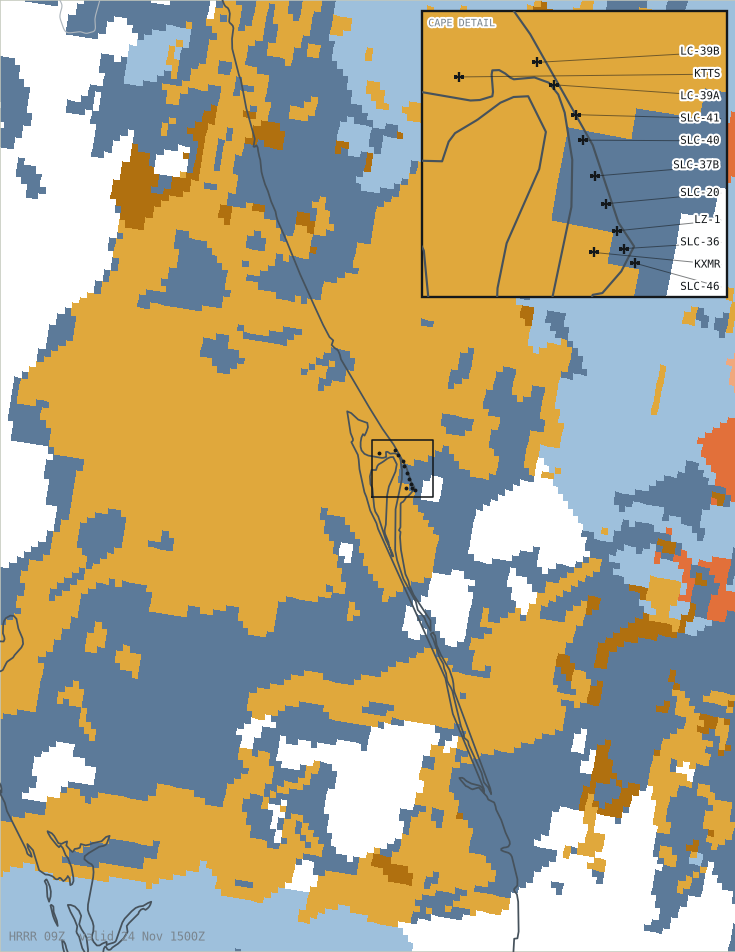 CAPE DETAIL
LC-39B
KTTS
LC-39A
SLC-41
SLC-40
SLC-37B
SLC-20
LZ-1
SLC-36
KXMR
SLC-46
HRRR 09Z  valid 24 Nov 1500Z